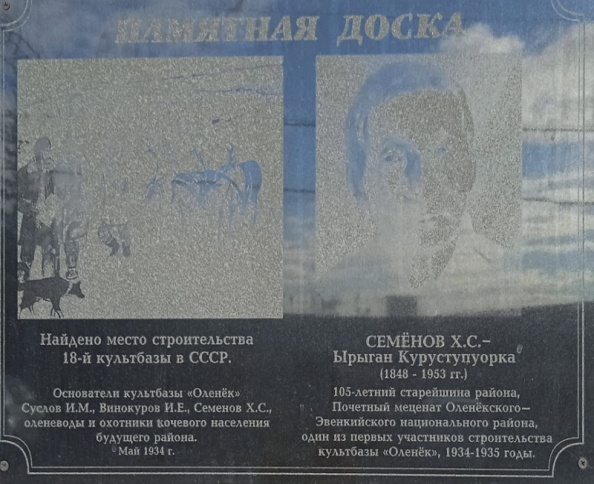 ПАМЯТНАЯ ДОСКА
Найдено место строительства
18-й культбазы в СССР.
Основатели культбазы «Оленёк»
Суслов И.М., Винокуров И.Е., Семенов Х.С.,
оленеводы и охотники кочевого населения
будущего района.
Май 1934 г.
СЕМЁНОВ Х.С.–
Ырыган Куруступуорка
(1848 - 1953 гг.)
105-летний старейшина района,
Почетный меценат Оленёкского–
Эвенкийского национального района,
один из первых участников строительства
культбазы «Оленёк», 1934-1935 годы.